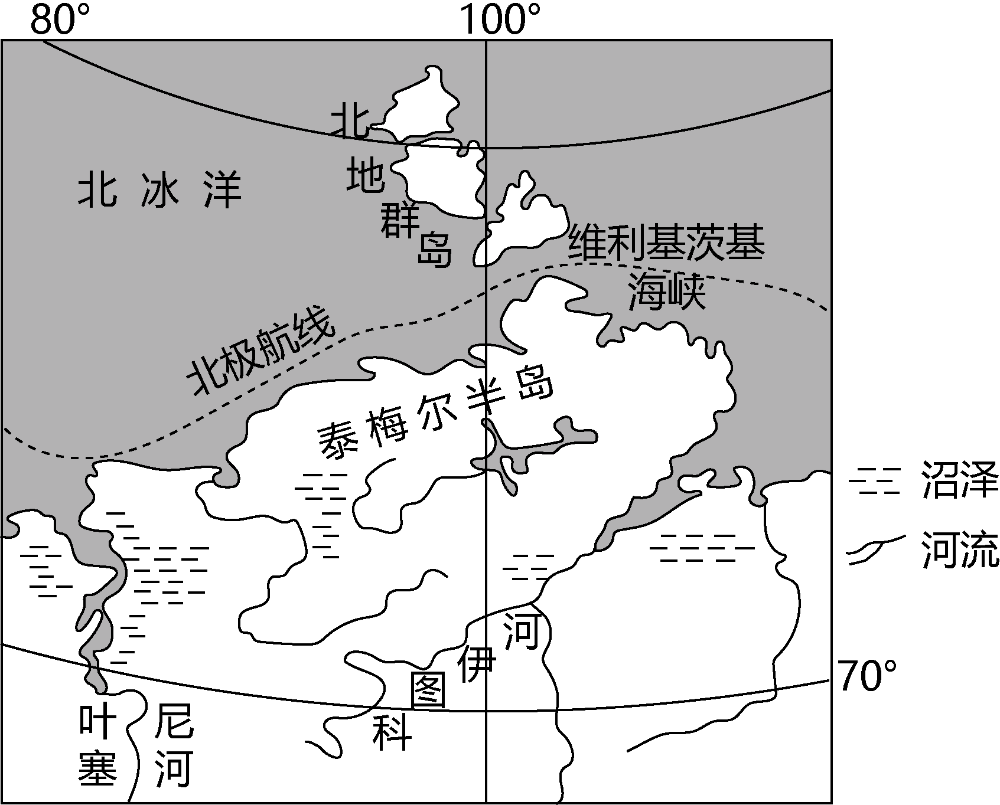 80°
100°
北地群岛
北冰洋
维利基茨基
海峡
北极航线
泰梅尔半岛
沼泽
河流
科图伊河
70°
叶尼
塞河